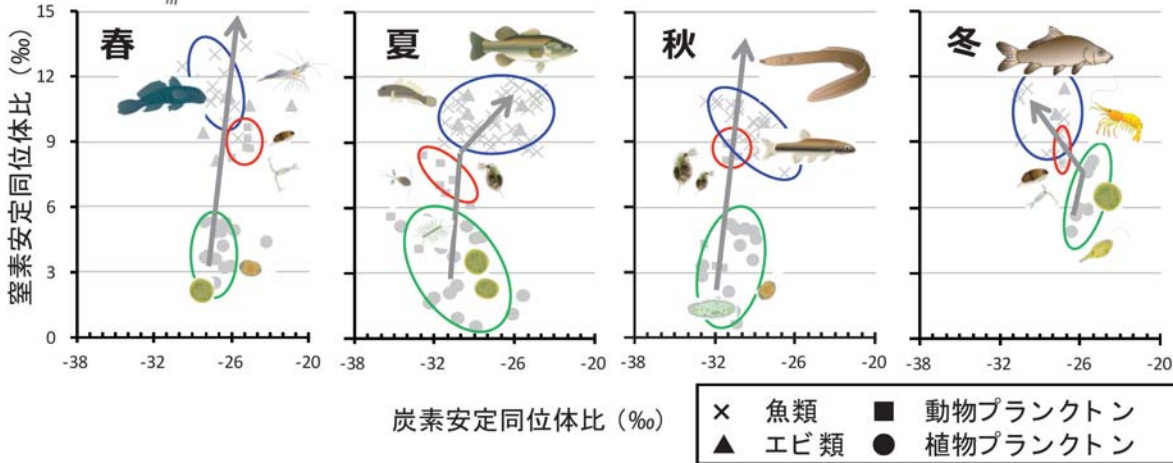 m
15
12
9
6
3
0
窒素安定同位体比（‰）
春
夏
秋
冬
-38 -32 -26 -20
-38 -32 -26 -20
-38 -32 -26 -20
-38 -32 -26 -20
炭素安定同位体比（‰）
× 魚類 ■ 動物プランクトン
▲ エビ類 ● 植物プランクトン